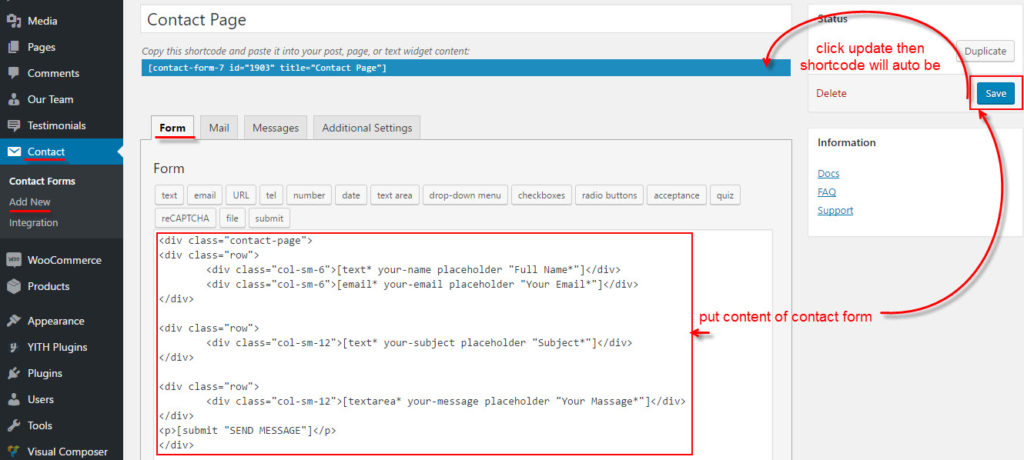 Media
Pages
Comments
Our Team
Testimonials
Contact
Contact Forms
Add New
Integration
WooCommerce
Products
Appearance
YITH Plugins
Plugins
Users
Tools
Visual Composer
Contact Page
Copy this shortcode and paste it into your post, page, or text widget content:
[contact-form-7 id="1903" title="Contact Page"]
Form Mail Messages Additional Settings
Form
text email URL tel number date text area drop-down menu checkboxes radio buttons acceptance quiz
reCAPTCHA file submit
<div class="contact-page">
<div class="row">
<div class="col-sm-6">[text* your-name placeholder "Full Name*"]</div>
<div class="col-sm-6">[email* your-email placeholder "Your Email*"]</div>
</div>
<div class="row">
<div class="col-sm-12">[text* your-subject placeholder "Subject*"]</div>
</div>
<div class="row">
<div class="col-sm-12">[textarea* your-message placeholder "Your Massage*"]</div>
</div>
<p>[submit "SEND MESSAGE"]</p>
</div>
Status
click update then
shortcode will auto be
Duplicate
Delete
Save
Information
Docs
FAQ
Support
put content of contact form